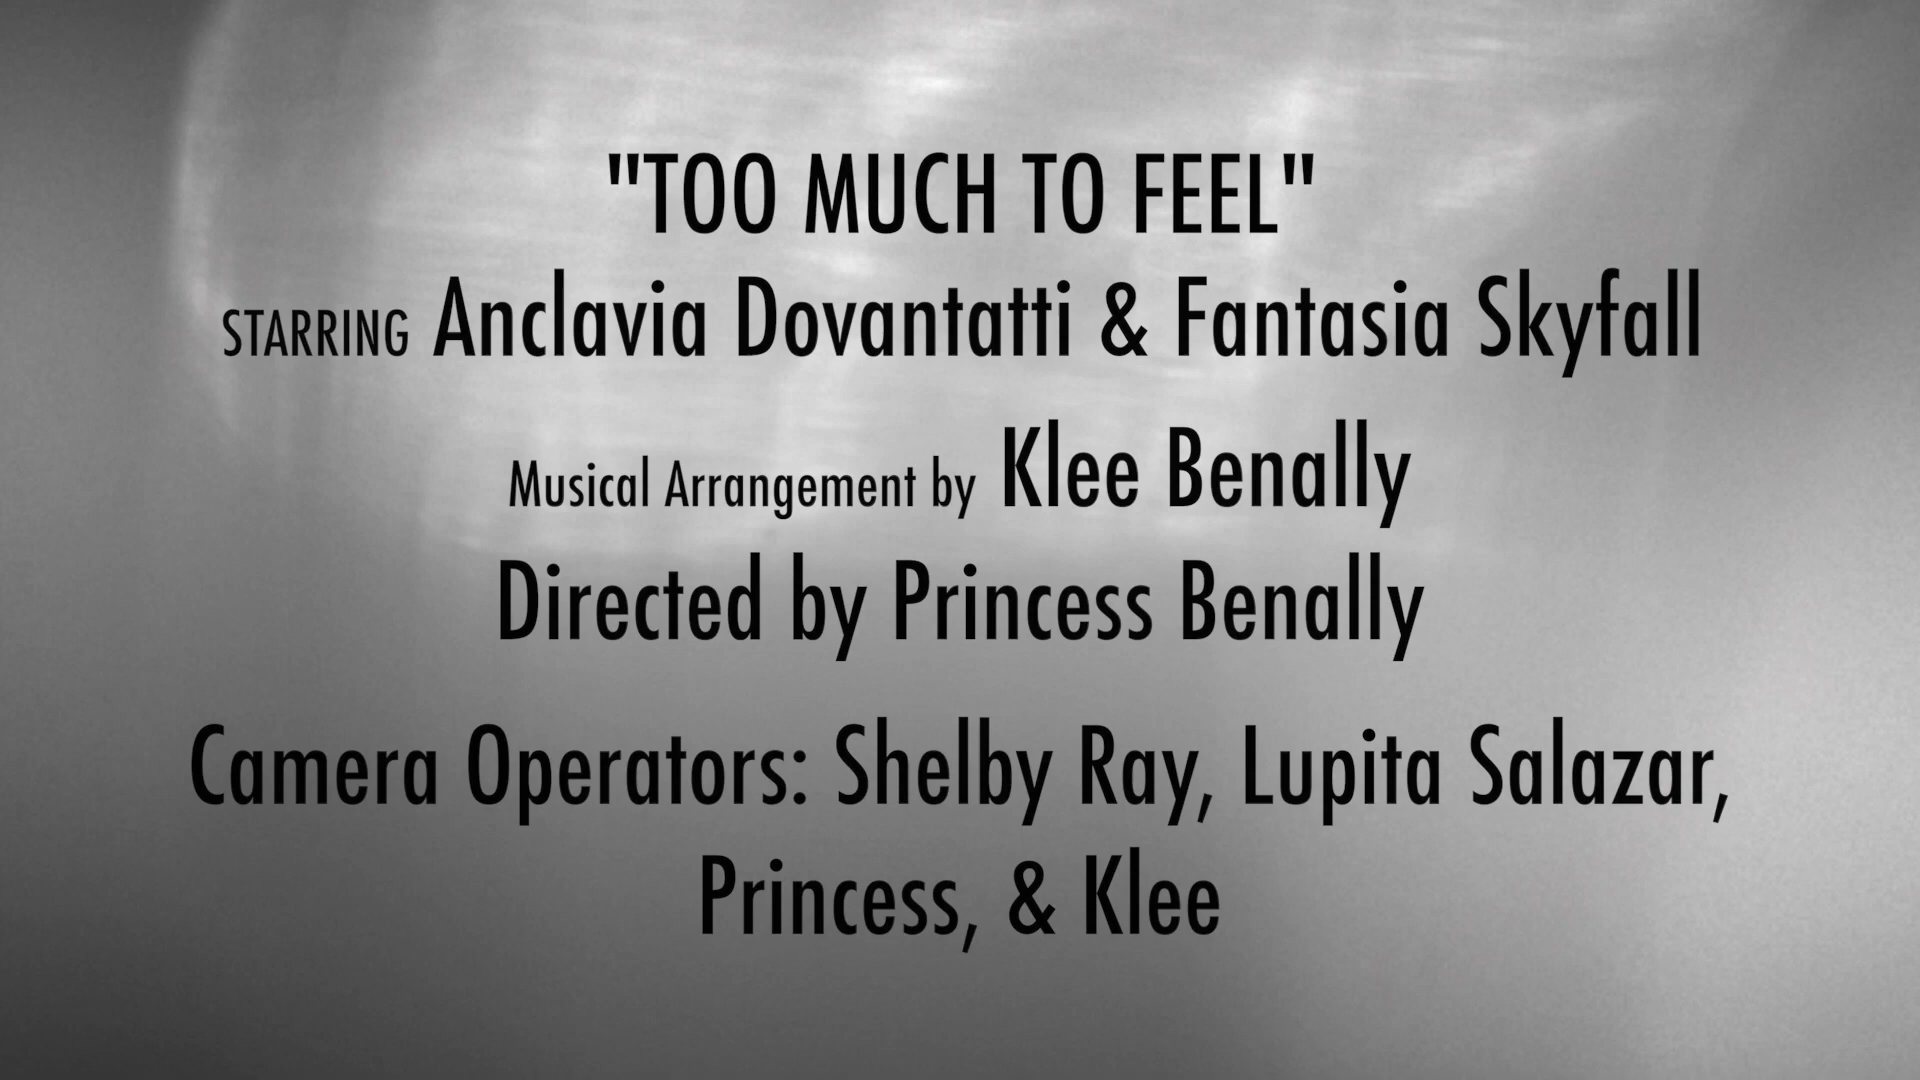 "TOO MUCH TO FEEL"
STARRING Anclavia Dovantatti & Fantasia Skyfall
Musical Arrangement by Klee Benally
Directed by Princess Benally
Camera Operators: Shelby Ray, Lupita Salazar,
Princess, & Klee